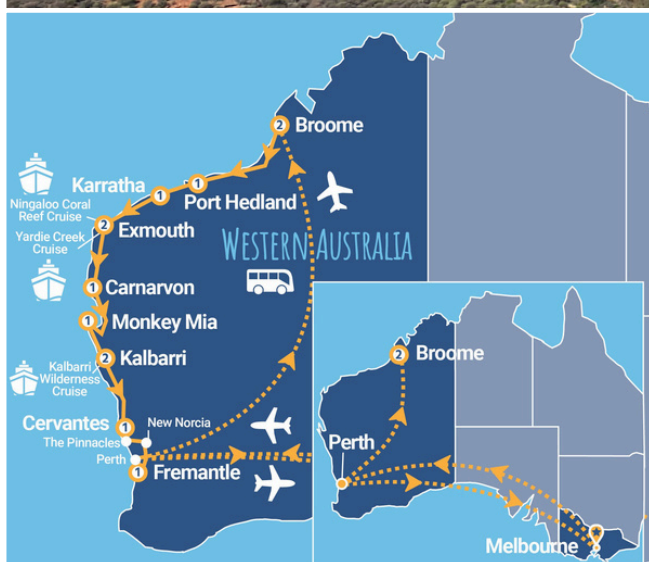 2
Broome
1
Port Hedland
1
Karratha
Ningaloo Coral
Reef Cruise
2
Exmouth
Yardie Creek
Cruise
WESTERN AUSTRALIA
1
Carnarvon
1
Monkey Mia
2
Kalbarri
Kalbarri
Wilderness
Cruise
Cervantes
1
New Norcia
The Pinnacles
Perth
1
Fremantle
2
Broome
Perth
Melbourne